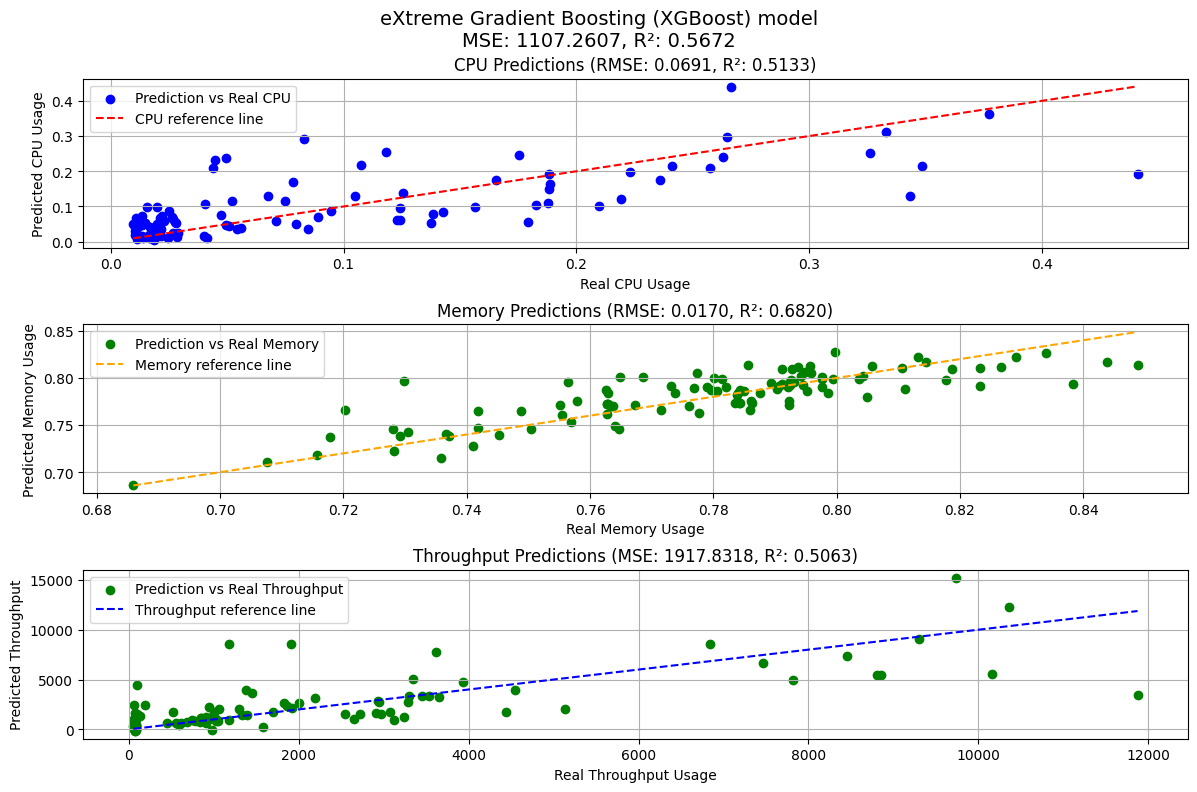 eXtreme Gradient Boosting (XGBoost) model
MSE: 1107.2607, R²: 0.5672
CPU Predictions (RMSE: 0.0691, R²: 0.5133)
Predicted CPU Usage
0.4
0.3
0.2
0.1
0.0
Prediction vs Real CPU
CPU reference line
0.0 0.1 0.2 0.3 0.4
Real CPU Usage
Memory Predictions (RMSE: 0.0170, R²: 0.6820)
Predicted Memory Usage
0.85
0.80
0.75
0.70
Prediction vs Real Memory
Memory reference line
0.68 0.70 0.72 0.74 0.76 0.78 0.80 0.82 0.84
Real Memory Usage
Throughput Predictions (MSE: 1917.8318, R²: 0.5063)
Predicted Throughput
15000
10000
5000
0
Prediction vs Real Throughput
Throughput reference line
0 2000 4000 6000 8000 10000 12000
Real Throughput Usage